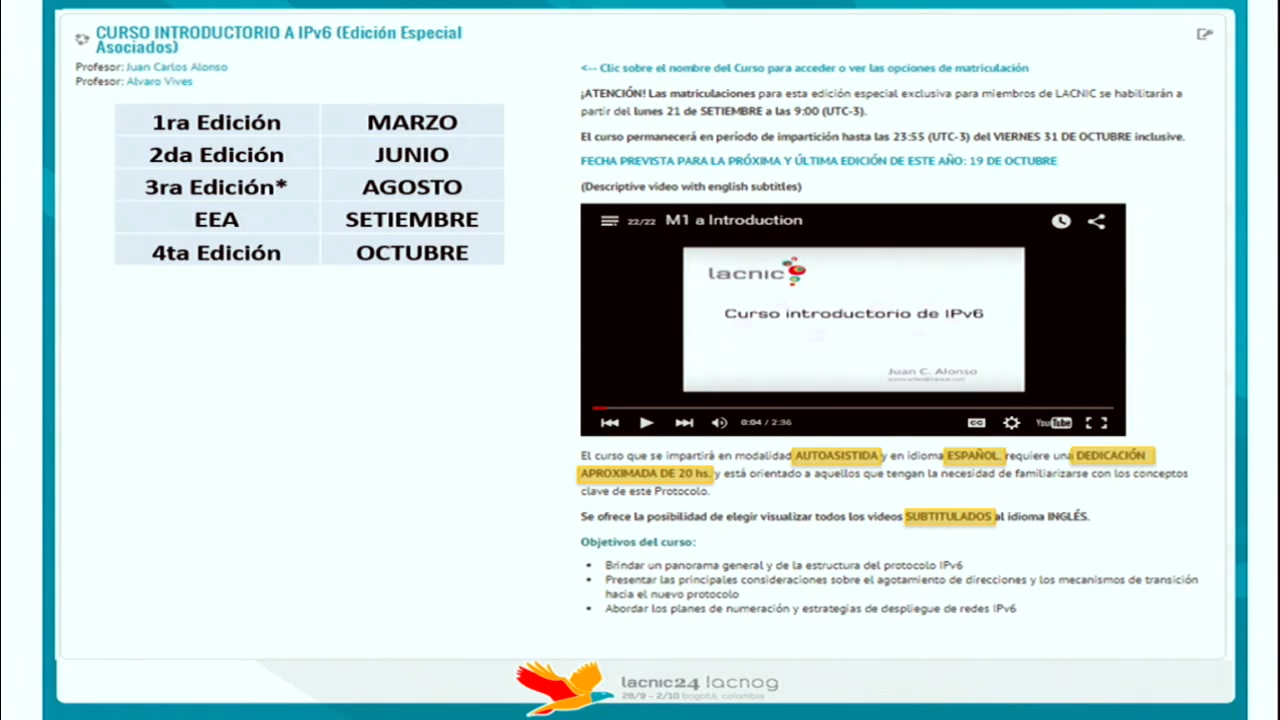 CURSO INTRODUCTORIO A IPv6 (Edición Especial
Asociados)
Profesor: Juan Carlos Alonso
Profesor: Alvaro Vives
1ra Edición MARZO
2da Edición JUNIO
3ra Edición* AGOSTO
EEA SETIEMBRE
4ta Edición OCTUBRE
<-- Clic sobre el nombre del Curso para acceder o ver las opciones de matriculación
¡ATENCIÓN! Las matriculaciones para esta edición especial exclusiva para miembros de LACNIC se habilitarán a
partir del lunes 21 de SETIEMBRE a las 9:00 (UTC-3).
El curso permanecerá en período de impartición hasta las 23:55 (UTC-3) del VIERNES 31 DE OCTUBRE inclusive.
FECHA PREVISTA PARA LA PRÓXIMA Y ÚLTIMA EDICIÓN DE ESTE AÑO: 19 DE OCTUBRE
(Descriptive video with english subtitles)
22/22 M1 a Introduction
lacnic
Curso introductorio de IPv6
Juan C. Alonso
0:04 / 2:36
CC
YouTube
El curso que se impartirá en modalidad AUTOASISTIDA y en idioma ESPAÑOL, requiere una DEDICACIÓN
APROXIMADA DE 20 hs. y está orientado a aquellos que tengan la necesidad de familiarizarse con los conceptos
clave de este Protocolo.
Se ofrece la posibilidad de elegir visualizar todos los videos SUBTITULADOS al idioma INGLÉS.
Objetivos del curso:
• Brindar un panorama general y de la estructura del protocolo IPv6
• Presentar las principales consideraciones sobre el agotamiento de direcciones y los mecanismos de transición
hacia el nuevo protocolo
• Abordar los planes de numeración y estrategias de despliegue de redes IPv6
lacnic24 lacnog
28/9 - 2/10 bogotá, colombia